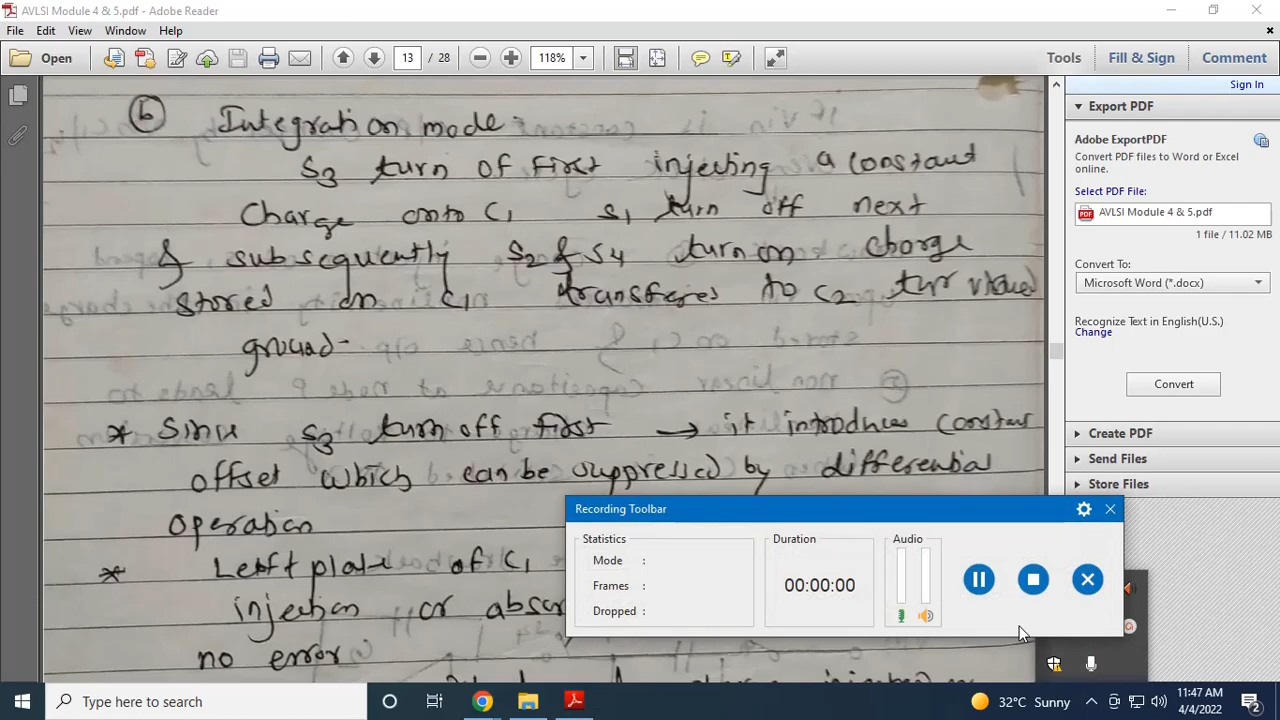 AVLSI Module 4 & 5.pdf - Adobe Reader
File Edit View Window Help
Open 13 / 28 118% Tools Fill & Sign Comment
Sign In
Export PDF
Adobe ExportPDF
Convert PDF files to Word or Excel online.
Select PDF File:
AVLSI Module 4 & 5.pdf
1 file / 11.02 MB
Convert To:
Microsoft Word (*.docx)
Recognize Text in English(U.S.)
Change
Convert
Create PDF
Send Files
Store Files
(b) Integration mode :
S3 turn of first injecting a constant
Charge onto C1 S1 turn off next
& subsequently S2 & S4 turn on charge
stored on C1 transferes to C2
ground
* Since S3 turn off first → it introduces constant
offset which can be suppressed by differential
operation
* Left plate of C1
injection or absor
no error
Recording Toolbar
Statistics Duration Audio
Mode :
Frames : 00:00:00
Dropped :
Type here to search
32°C Sunny
11:47 AM
4/4/2022
2